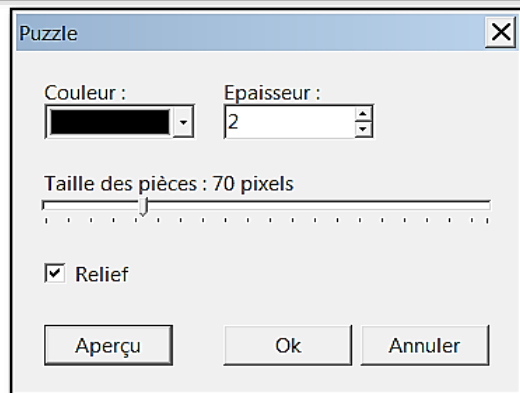 Puzzle
Couleur : Epaisseur :
2
Taille des pièces : 70 pixels
Relief
Aperçu Ok Annuler